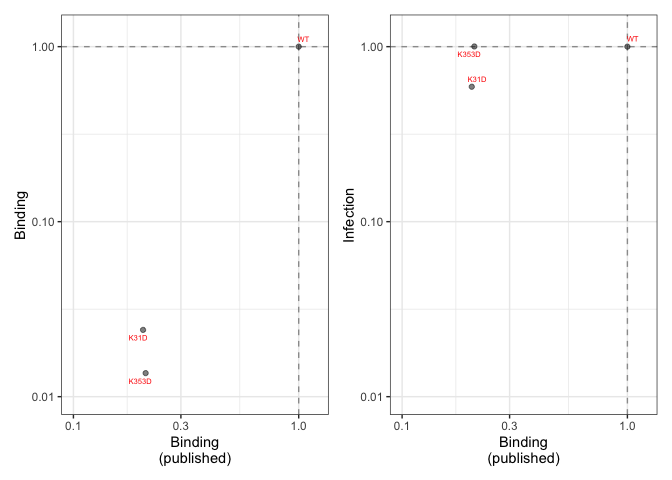 WT
1.00
K31D
K353D
0.10
0.01
Binding
0.1
0.3
1.0
Binding
(published)
WT
1.00
K353D
K31D
0.10
0.01
Infection
0.1
0.3
1.0
Binding
(published)